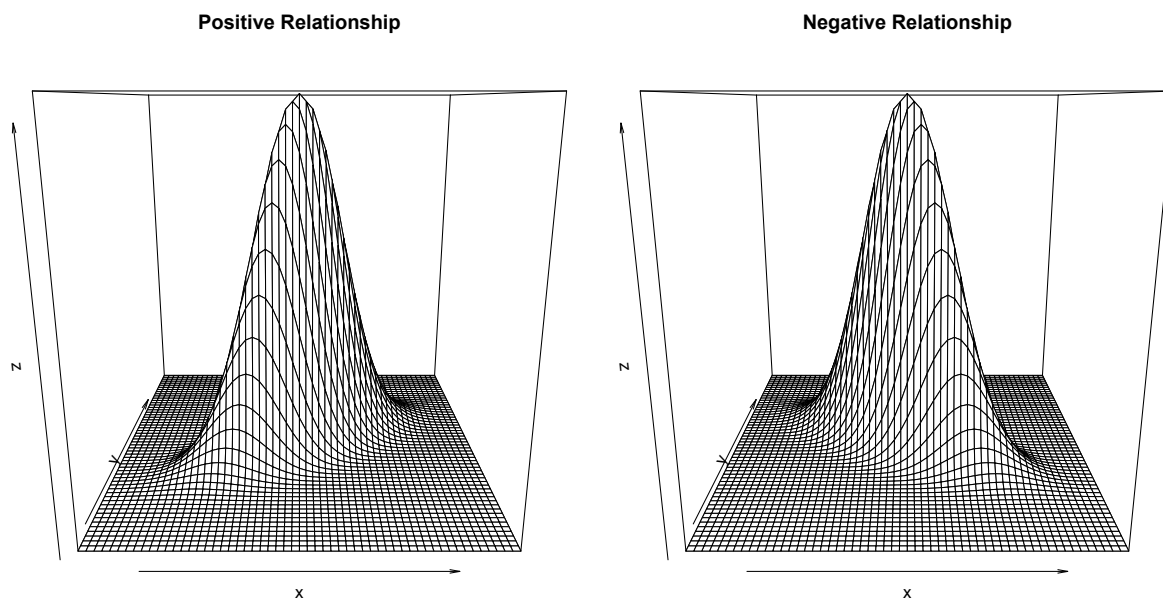 Positive Relationship
Negative Relationship
z
y
x
z
y
x